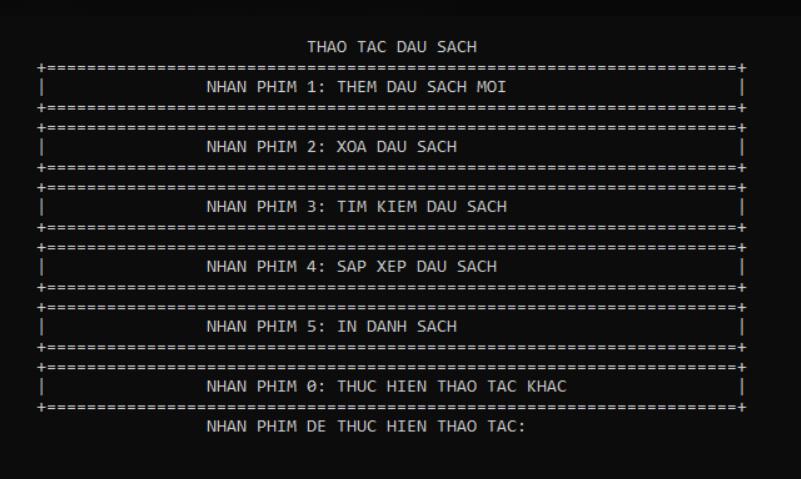 THAO TAC DAU SACH
+=====================================================================+
| NHAN PHIM 1: THEM DAU SACH MOI |
+=====================================================================+
+=====================================================================+
| NHAN PHIM 2: XOA DAU SACH |
+=====================================================================+
+=====================================================================+
| NHAN PHIM 3: TIM KIEM DAU SACH |
+=====================================================================+
+=====================================================================+
| NHAN PHIM 4: SAP XEP DAU SACH |
+=====================================================================+
+=====================================================================+
| NHAN PHIM 5: IN DANH SACH |
+=====================================================================+
+=====================================================================+
| NHAN PHIM 0: THUC HIEN THAO TAC KHAC |
+=====================================================================+
NHAN PHIM DE THUC HIEN THAO TAC: